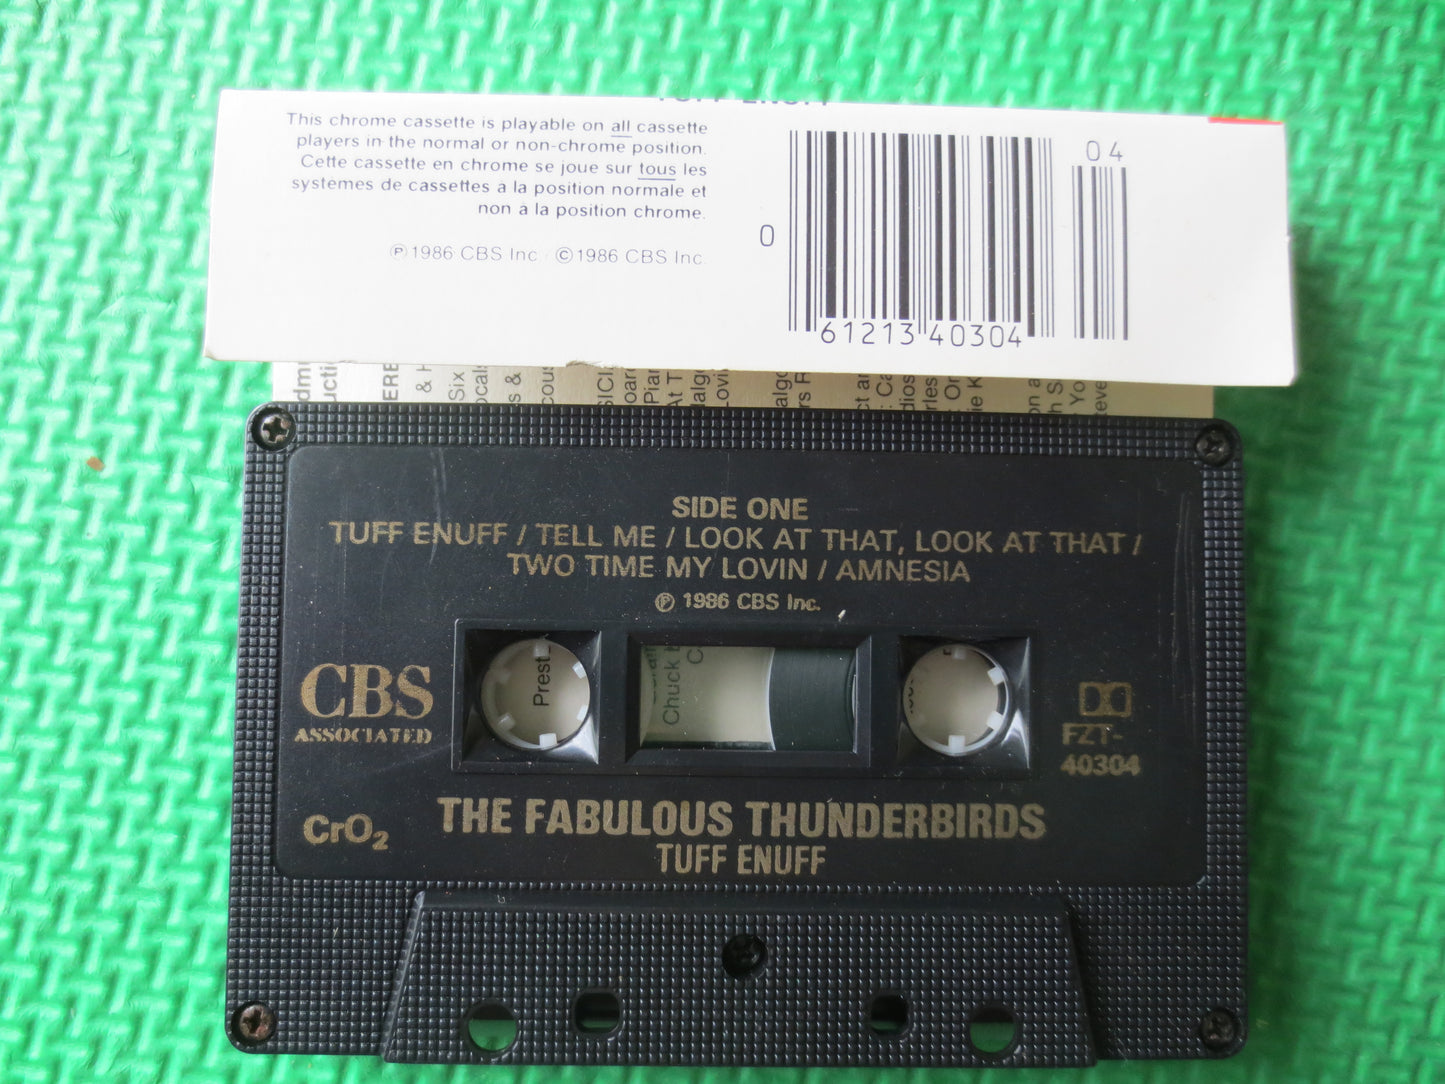 TUFF ENUFF
This chrome cassette is playable on all cassette
players in the normal or non-chrome position.
Cette cassette en chrome se joue sur tous les
systemes de cassettes a la position normale et
non a la position chrome.
℗1986 CBS Inc. ©1986 CBS Inc.
04
0
61213 40304
SIDE ONE
TUFF ENUFF / TELL ME / LOOK AT THAT, LOOK AT THAT /
TWO TIME MY LOVIN / AMNESIA
℗ 1986 CBS Inc.
CBS
ASSOCIATED
Prest
Chuck
FZT-
40304
CrO2
THE FABULOUS THUNDERBIRDS
TUFF ENUFF